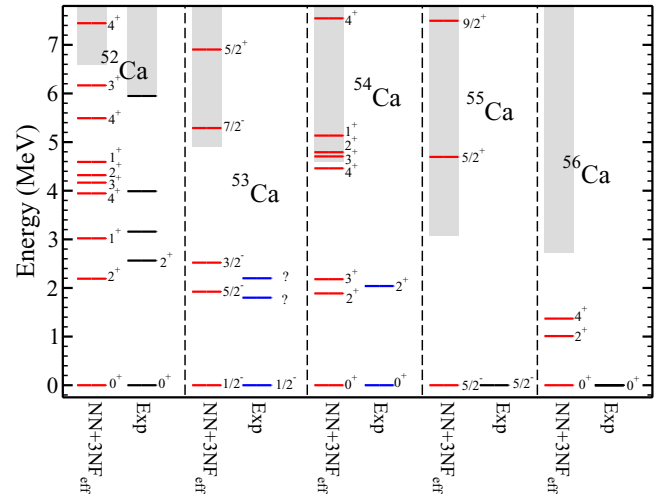 Energy (MeV)
7
6
5
4
3
2
1
0
52Ca
4+
3+
4+
1+
2+
3+
4+
1+
2+
0+
2+
0+
53Ca
5/2+
7/2-
3/2-
5/2-
1/2-
?
?
1/2-
54Ca
4+
1+
2+
3+
4+
3+
2+
0+
2+
0+
55Ca
9/2+
5/2+
5/2-
5/2-
56Ca
4+
2+
0+
0+
NN+3NFeff
Exp
NN+3NFeff
Exp
NN+3NFeff
Exp
NN+3NFeff
Exp
NN+3NFeff
Exp